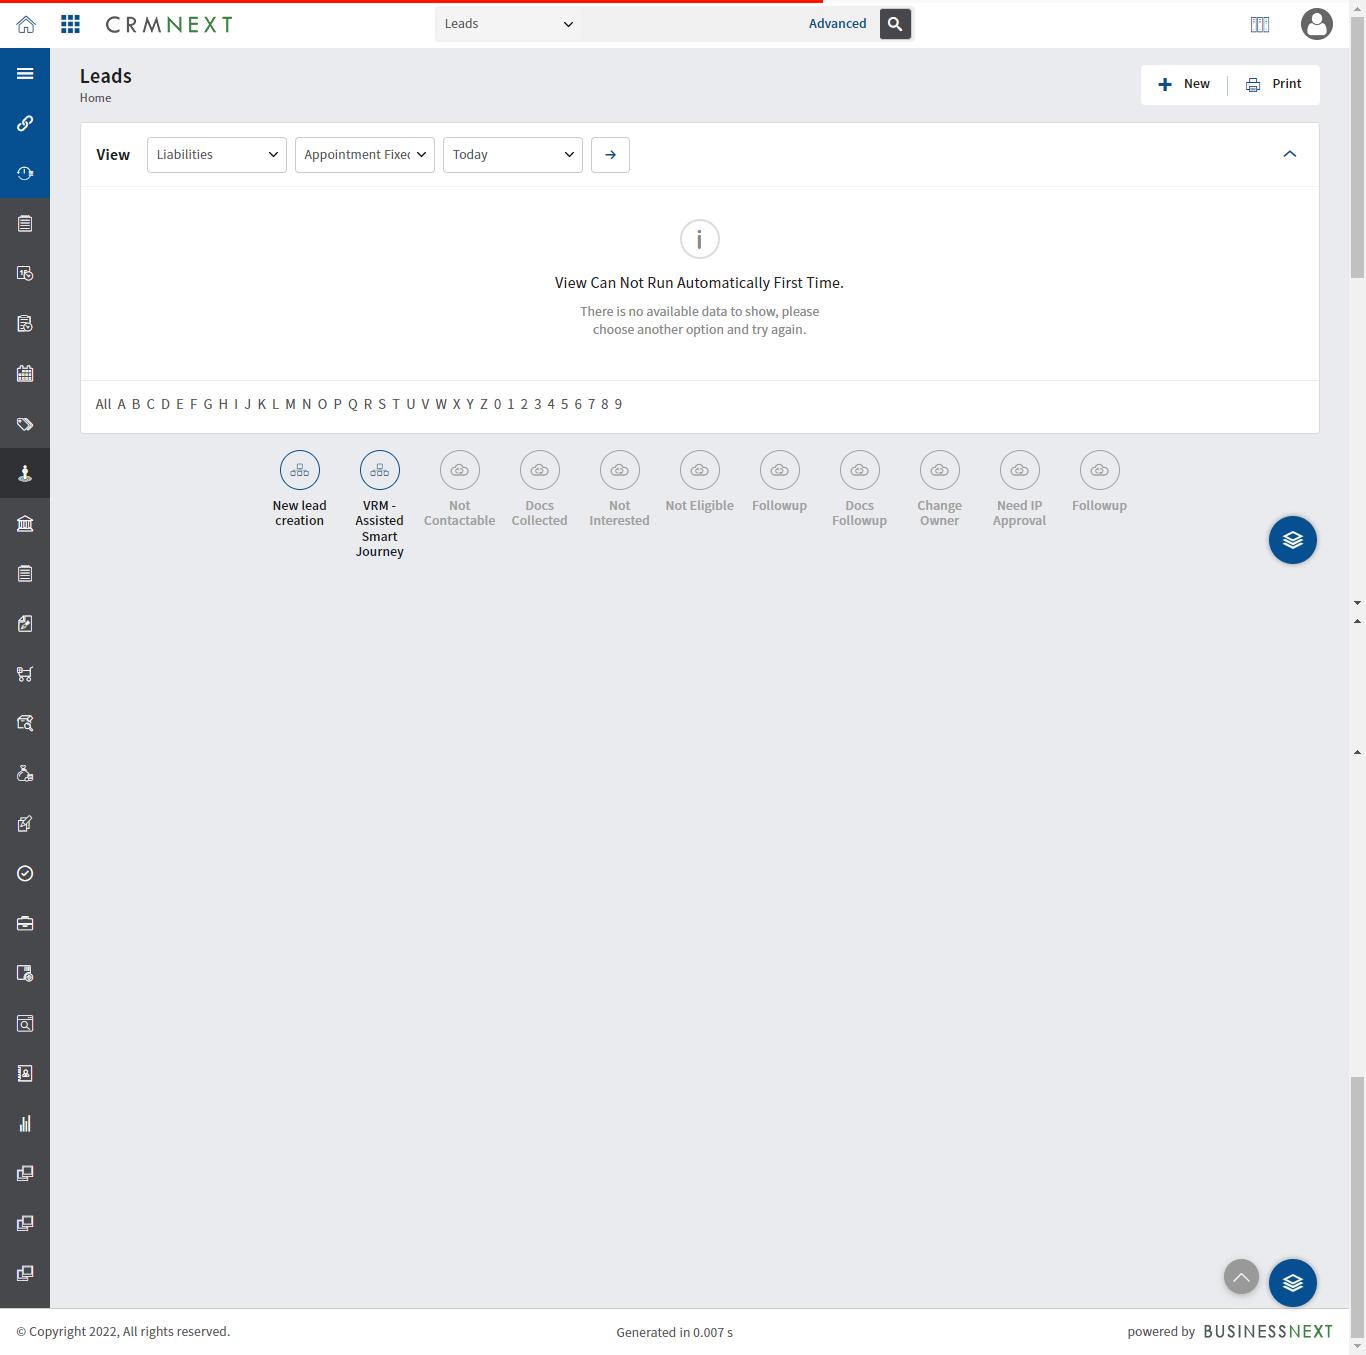 CRMNEXT
Leads
Advanced
Leads
Home
New
Print
View
Liabilities
Appointment Fixed
Today
i
View Can Not Run Automatically First Time.
There is no available data to show, please
choose another option and try again.
All A B C D E F G H I J K L M N O P Q R S T U V W X Y Z 0 1 2 3 4 5 6 7 8 9
New lead
creation
VRM -
Assisted
Smart
Journey
Not
Contactable
Docs
Collected
Not
Interested
Not Eligible
Followup
Docs
Followup
Change
Owner
Need IP
Approval
Followup
© Copyright 2022, All rights reserved.
Generated in 0.007 s
powered by BUSINESSNEXT